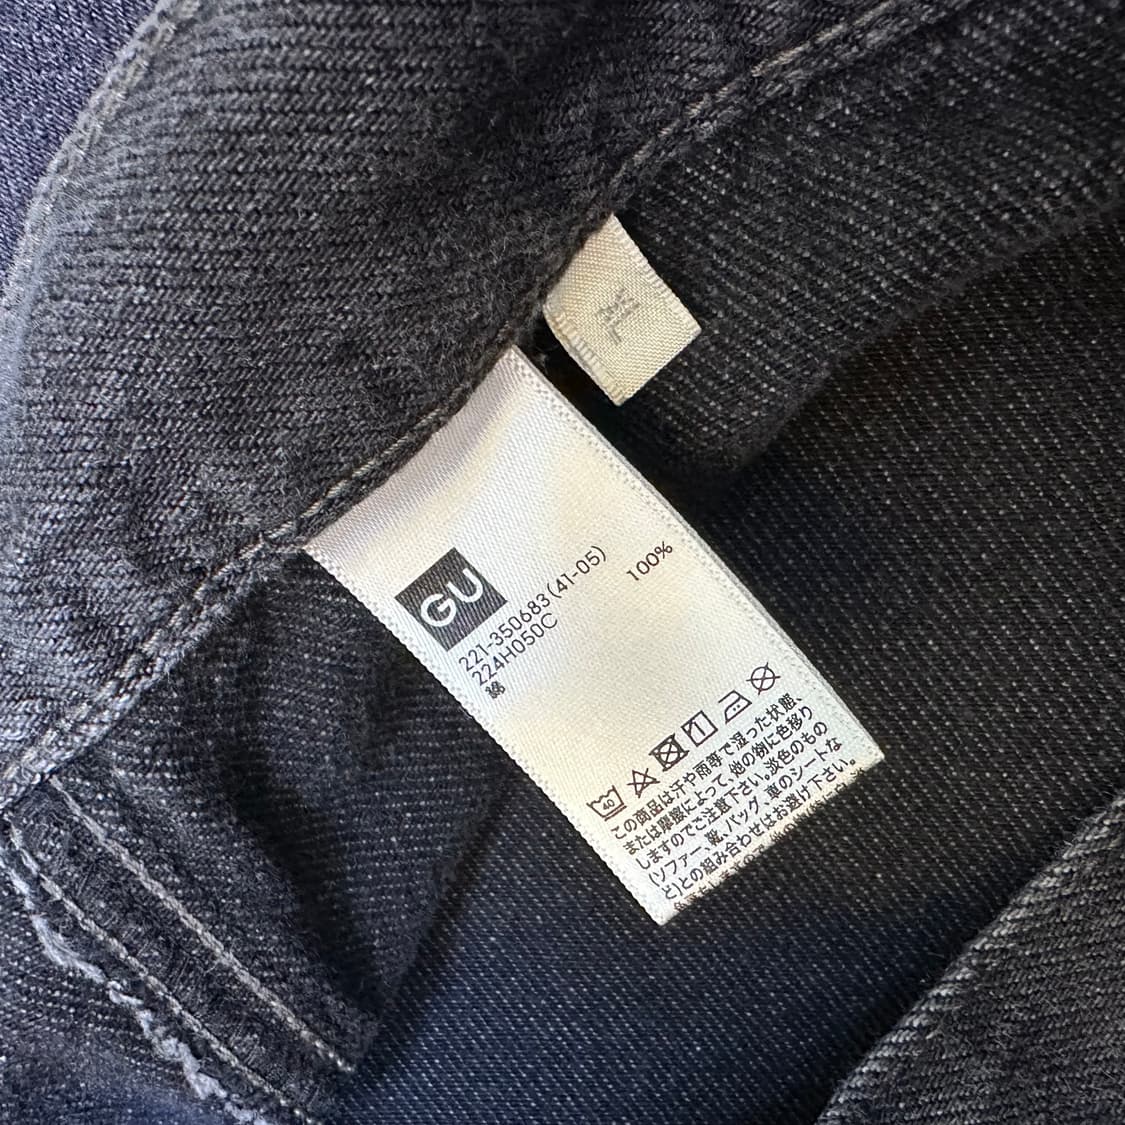 GU
221-350683(41-05)
224H050C
綿 100%
40
この商品は汗や雨等で湿った状態、
または摩擦によって、他の物に色移り
しますのでご注意下さい。淡色のもの
(ソファー、靴、バッグ、車のシートな
ど)との組み合わせはお避け下さい。